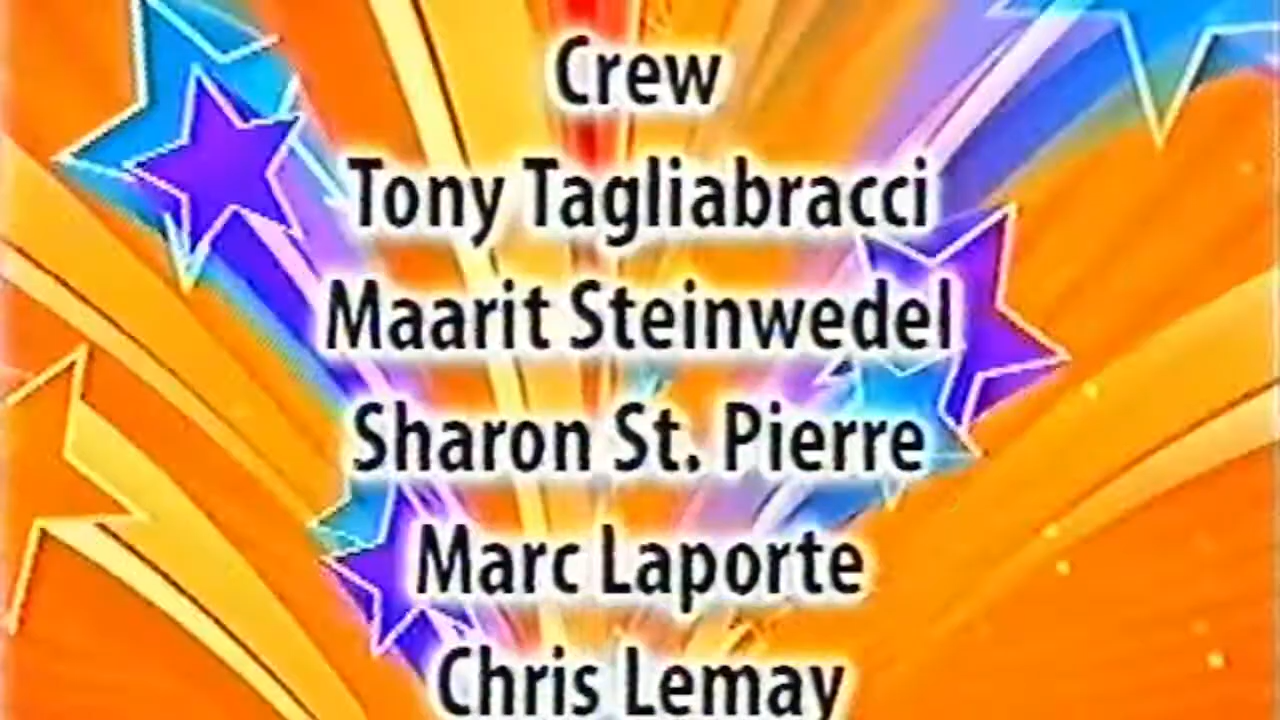 Crew
Tony Tagliabracci
Maarit Steinwedel
Sharon St. Pierre
Marc Laporte
Chris Lemay